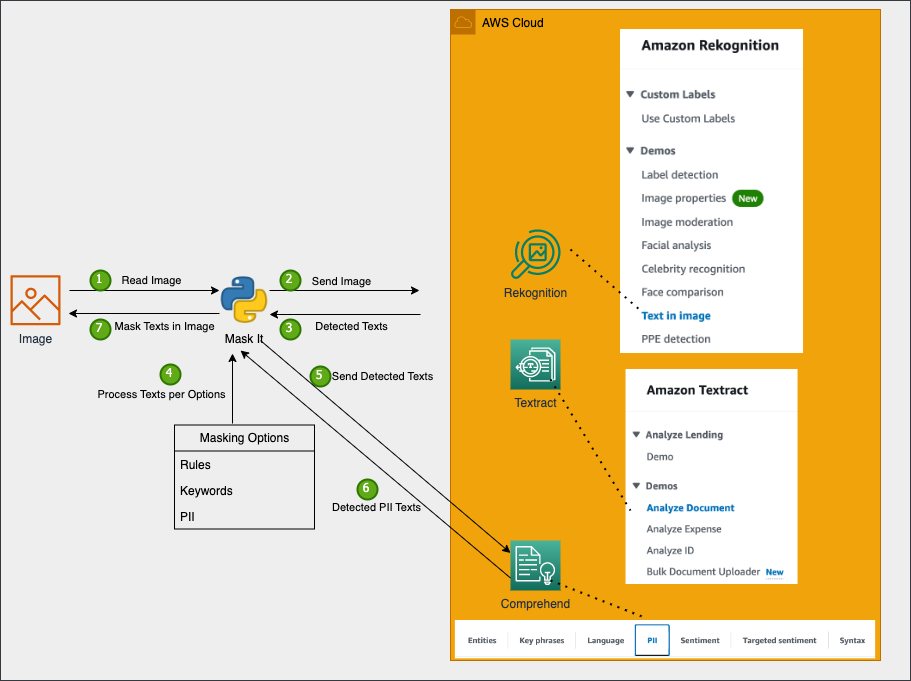 AWS Cloud
Amazon Rekognition
Custom Labels
Use Custom Labels
Demos
Label detection
Image properties New
Image moderation
Facial analysis
Celebrity recognition
Face comparison
Text in image
PPE detection
Rekognition
1 Read Image
2 Send Image
7 Mask Texts in Image
3 Detected Texts
Image
Mask It
4
Process Texts per Options
5 Send Detected Texts
Textract
Amazon Textract
Analyze Lending
Demo
Demos
Analyze Document
Analyze Expense
Analyze ID
Bulk Document Uploader New
Masking Options
Rules
Keywords
PII
6
Detected PII Texts
Comprehend
Entities Key phrases Language PII Sentiment Targeted sentiment Syntax